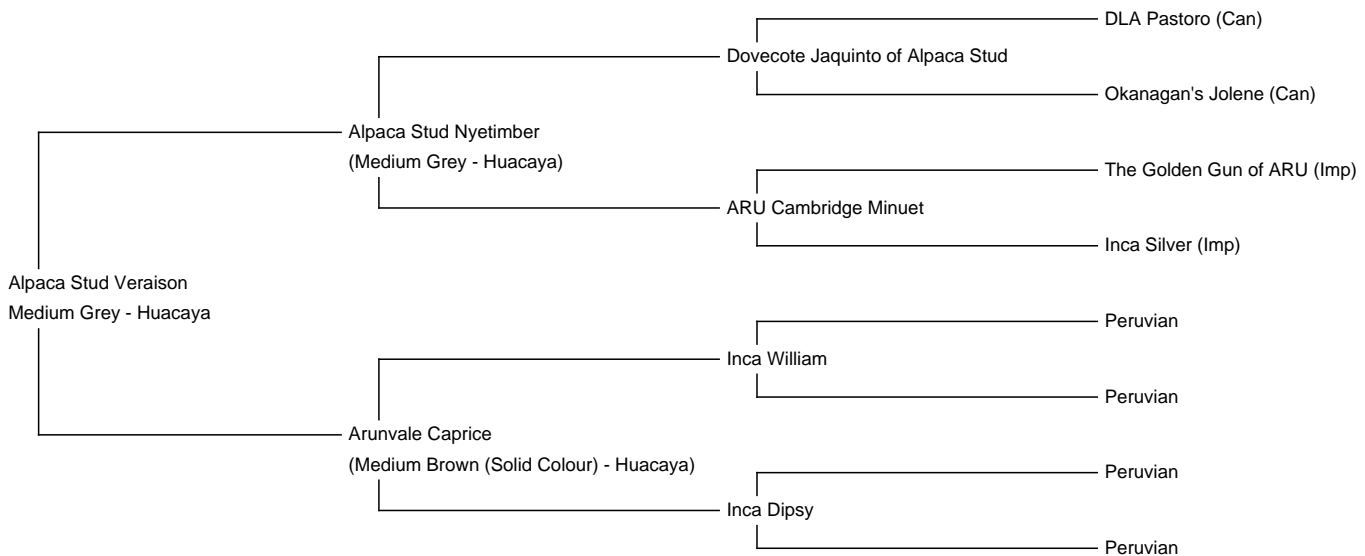 DLA Pastoro (Can)
Dovecote Jaquinto of Alpaca Stud
Okanagan's Jolene (Can)
Alpaca Stud Nyetimber
(Medium Grey - Huacaya)
The Golden Gun of ARU (Imp)
ARU Cambridge Minuet
Inca Silver (Imp)
Alpaca Stud Veraison
Medium Grey - Huacaya
Peruvian
Inca William
Peruvian
Arunvale Caprice
(Medium Brown (Solid Colour) - Huacaya)
Peruvian
Inca Dipsy
Peruvian